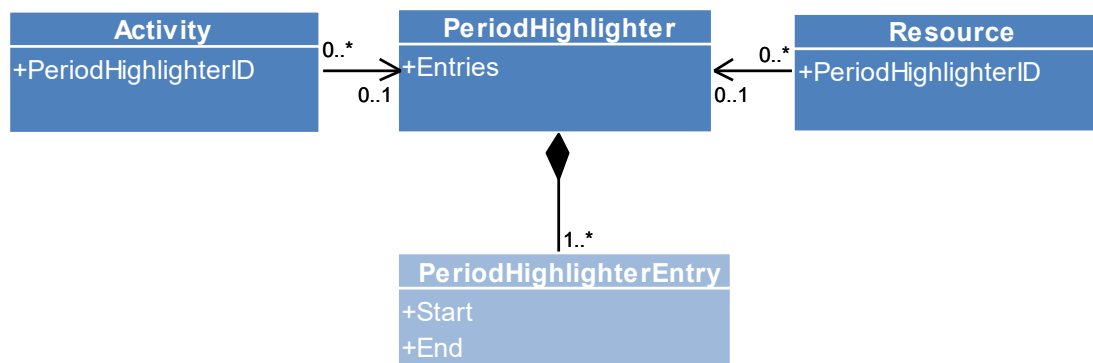 Activity
+PeriodHighlighterID
0..*
0..1
PeriodHighlighter
+Entries
Resource
+PeriodHighlighterID
0..*
0..1
1..*
PeriodHighlighterEntry
+Start
+End